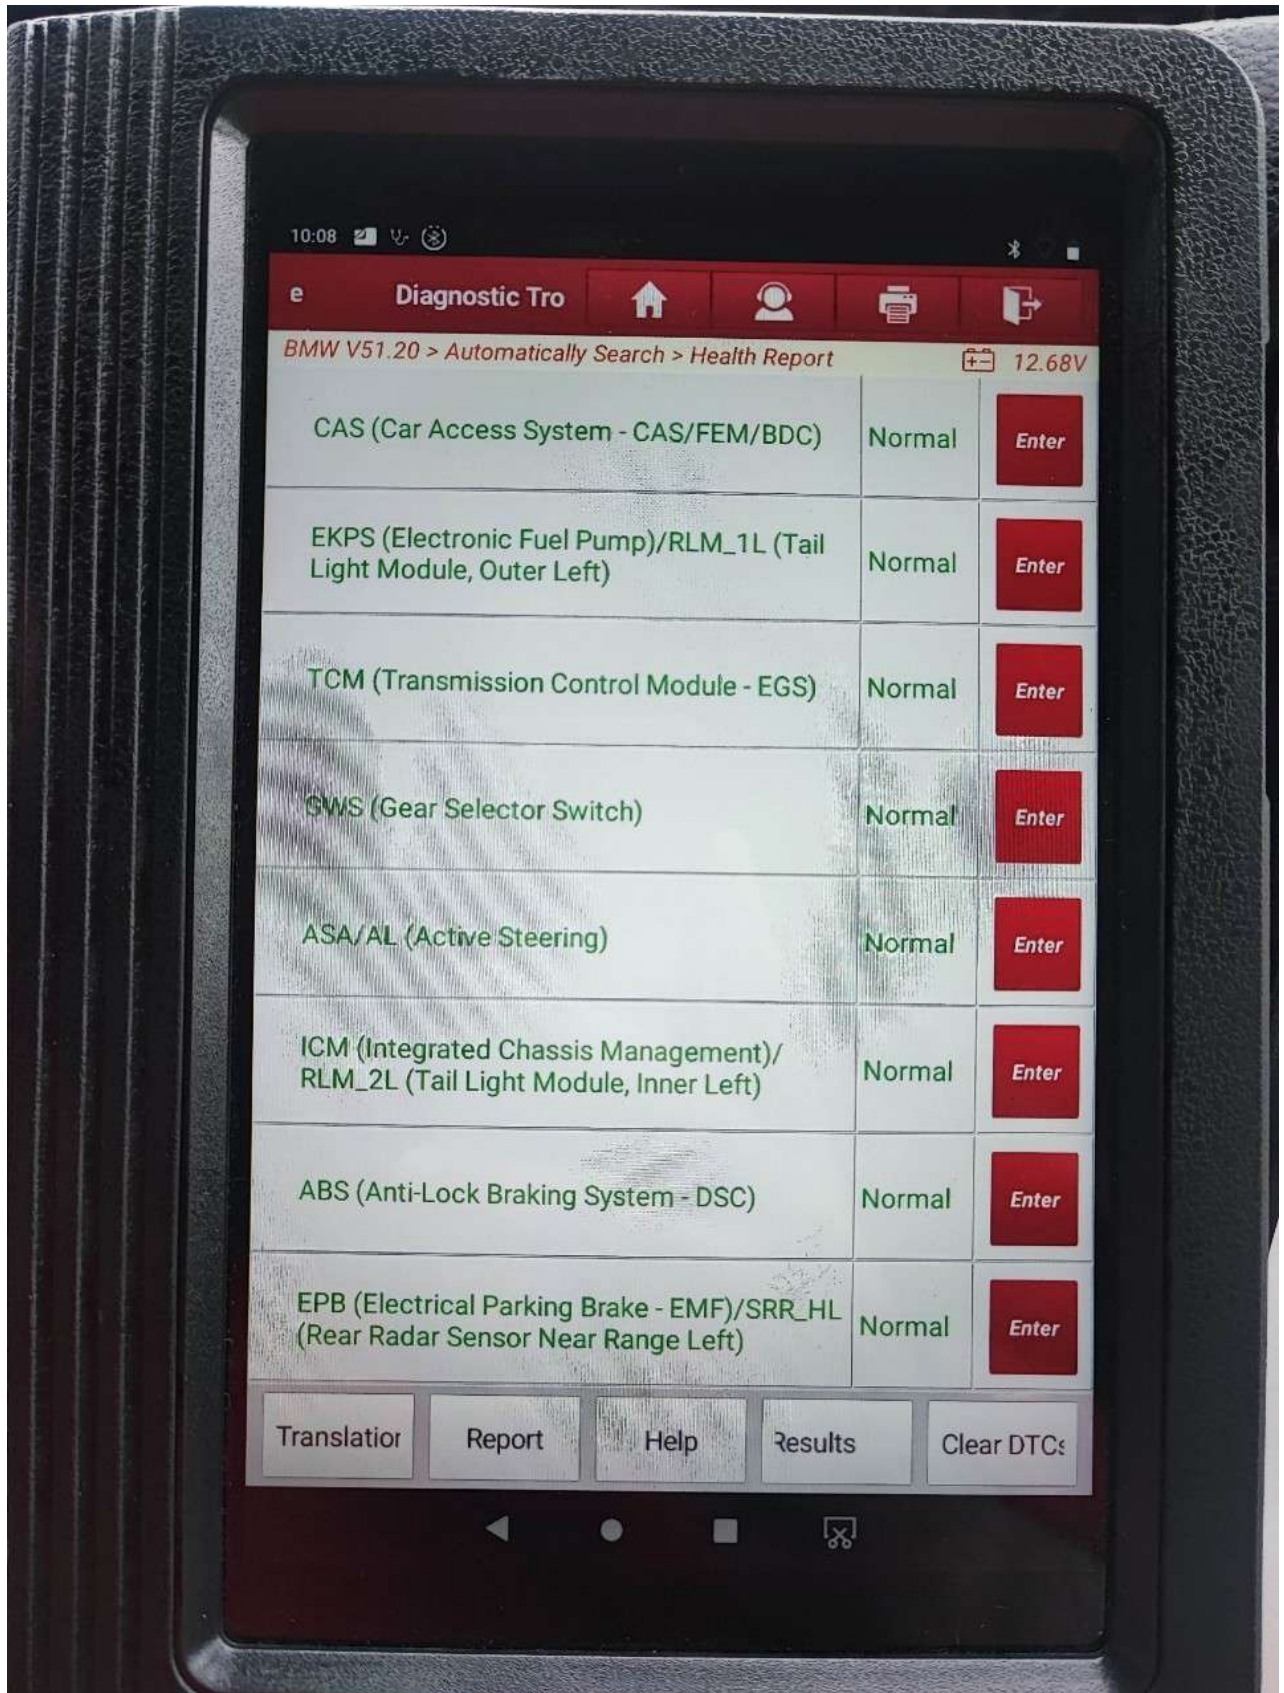 10:08
e Diagnostic Tro
BMW V51.20 > Automatically Search > Health Report 12.68V
CAS (Car Access System - CAS/FEM/BDC) Normal Enter
EKPS (Electronic Fuel Pump)/RLM_1L (Tail
Light Module, Outer Left) Normal Enter
TCM (Transmission Control Module - EGS) Normal Enter
GWS (Gear Selector Switch) Normal Enter
ASA/AL (Active Steering) Normal Enter
ICM (Integrated Chassis Management)/
RLM_2L (Tail Light Module, Inner Left) Normal Enter
ABS (Anti-Lock Braking System - DSC) Normal Enter
EPB (Electrical Parking Brake - EMF)/SRR_HL
(Rear Radar Sensor Near Range Left) Normal Enter
Translation Report Help Results Clear DTCs